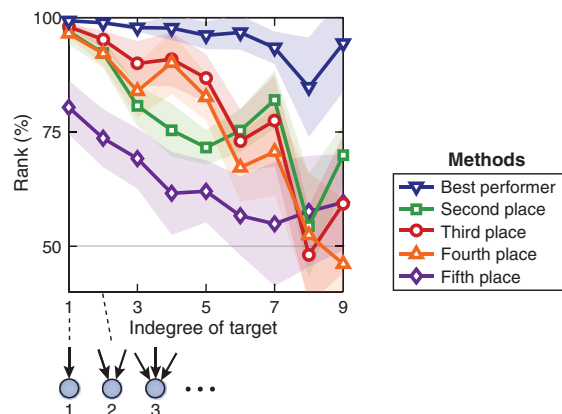 100
75
50
Rank (%)
1 3 5 7 9
Indegree of target
1 2 3
Methods
Best performer
Second place
Third place
Fourth place
Fifth place